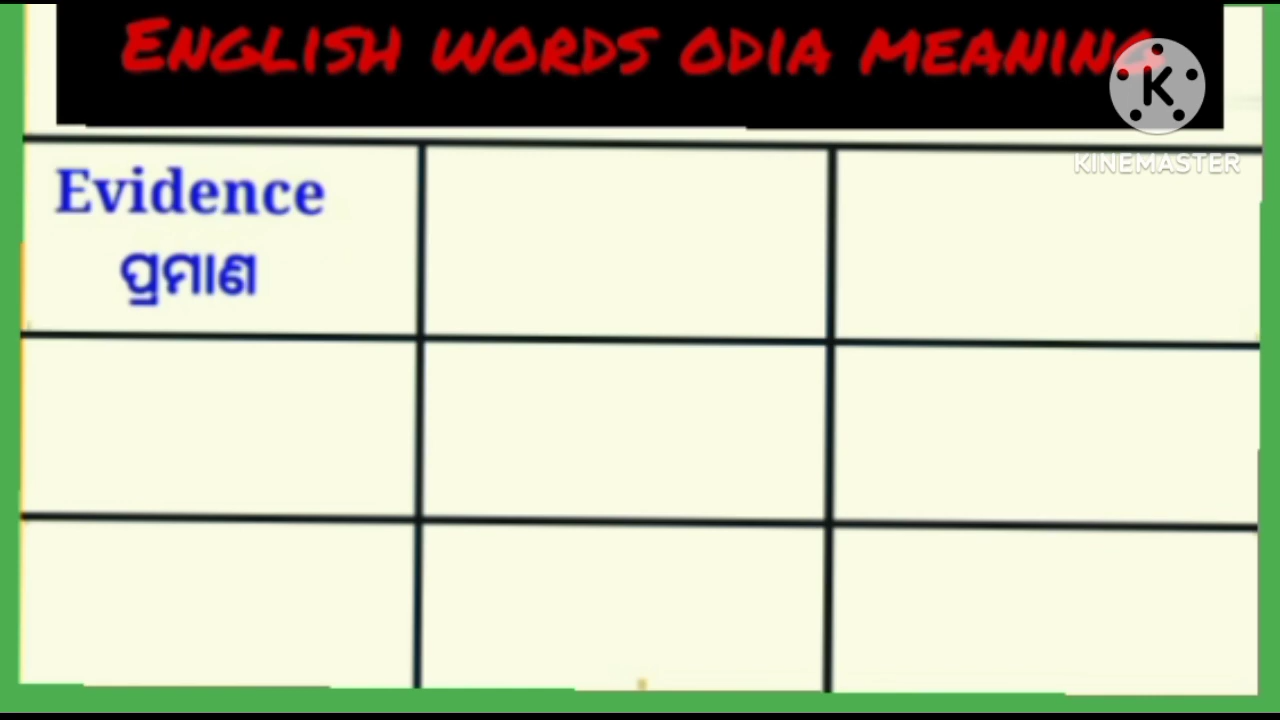 ENGLISH WORDS ODIA MEANING
K
KINEMASTER
Evidence
ପ୍ରମାଣ